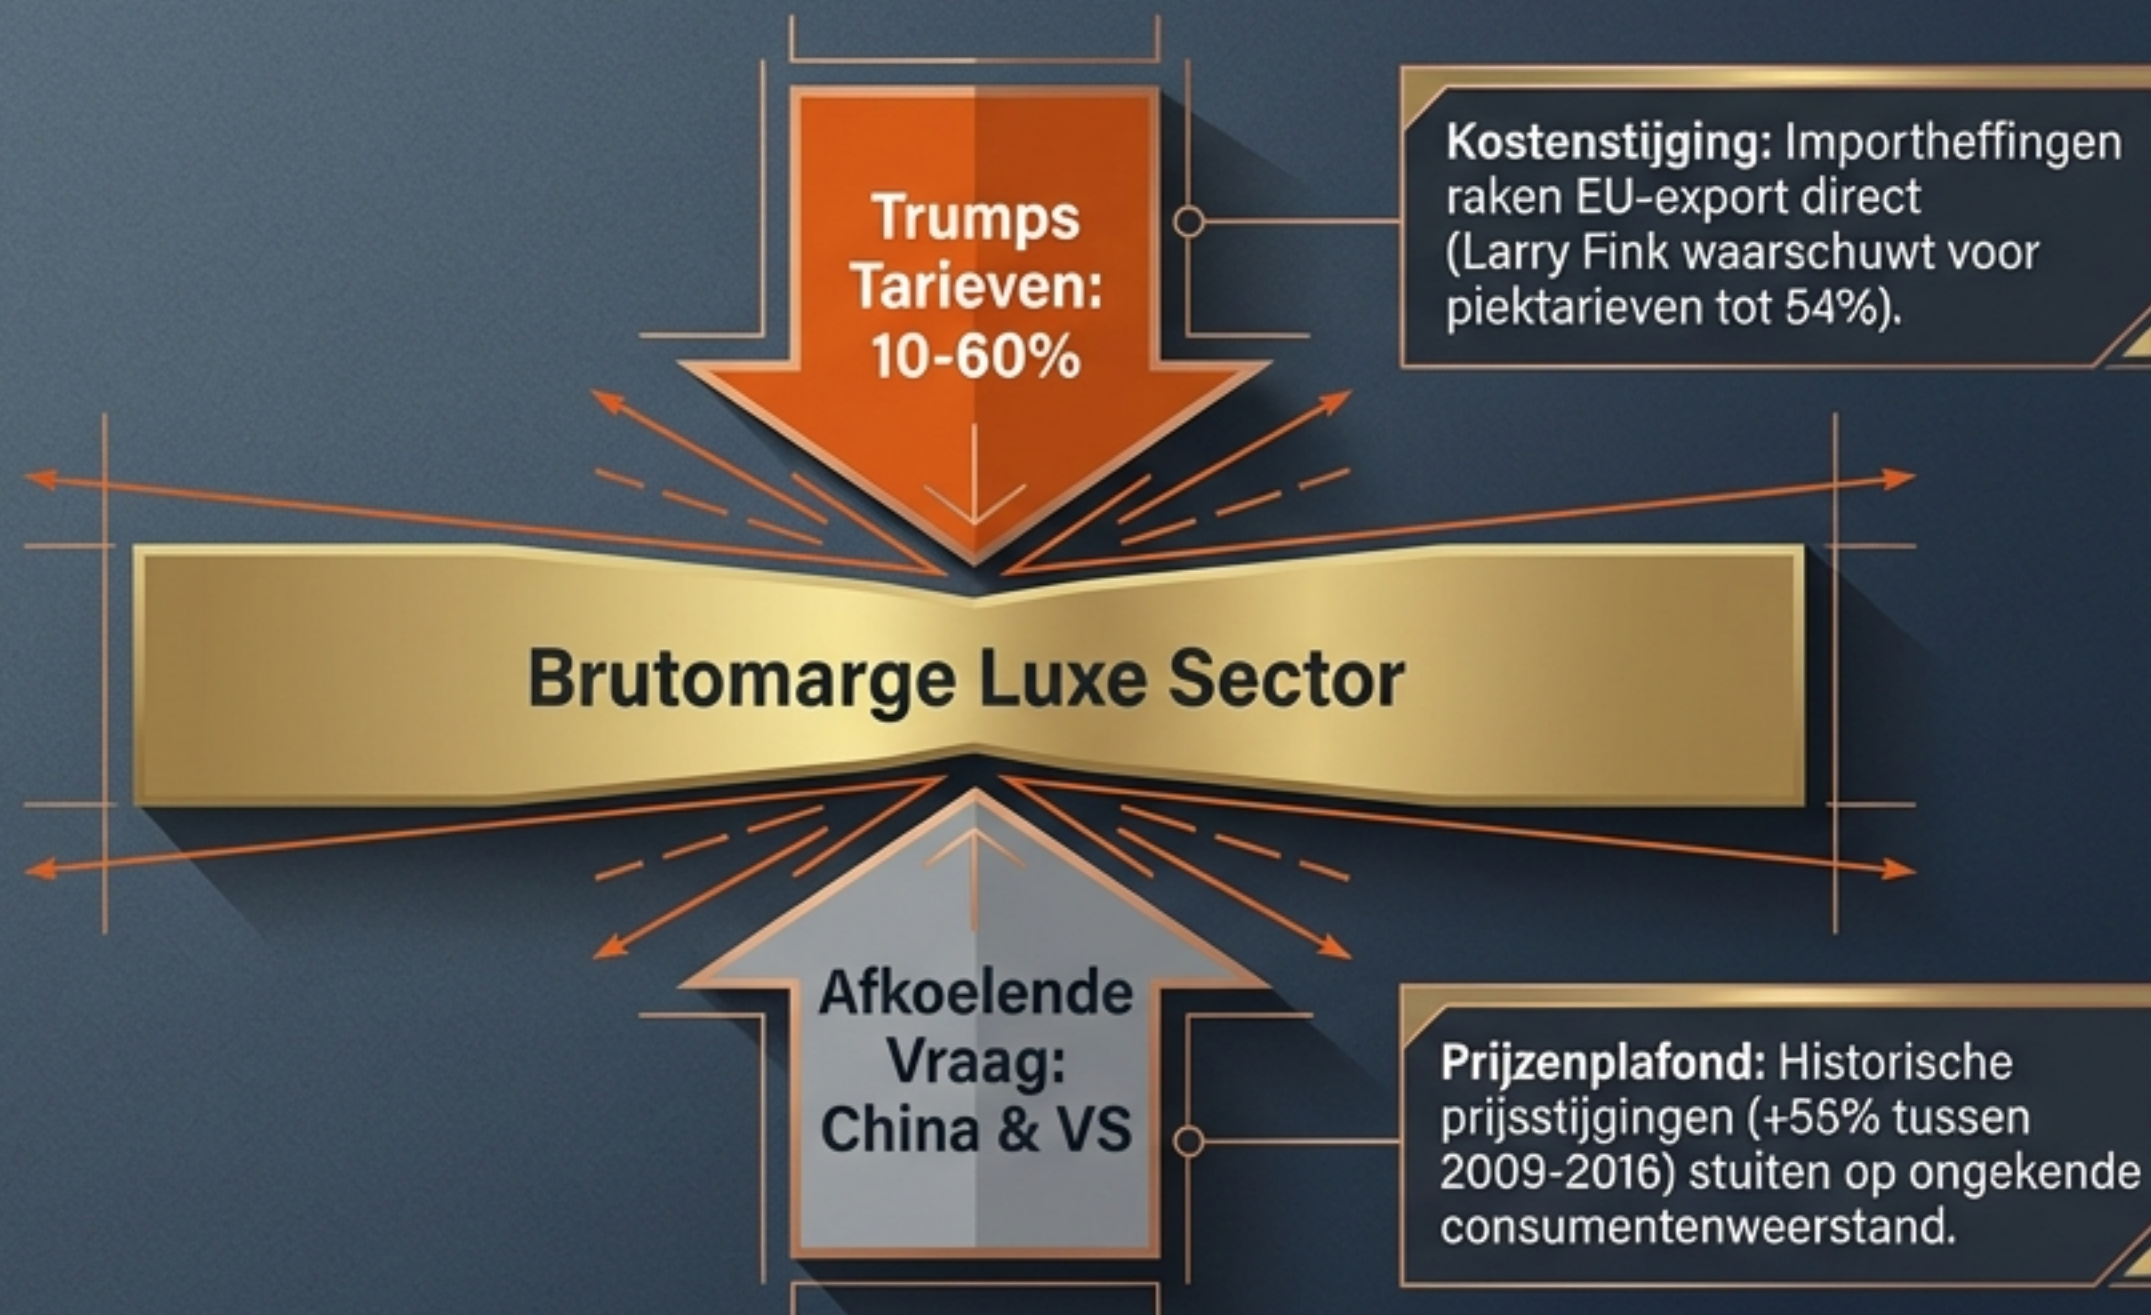 Trumps
Tarieven:
10-60%
Kostenstijging: Importheffingen
raken EU-export direct
(Larry Fink waarschuwt voor
piektarieven tot 54%).
Brutomarge Luxe Sector
Afkoelende
Vraag:
China & VS
Prijzenplafond: Historische
prijsstijgingen (+56% tussen
2009-2016) stuiten op ongekende
consumentenweerstand.